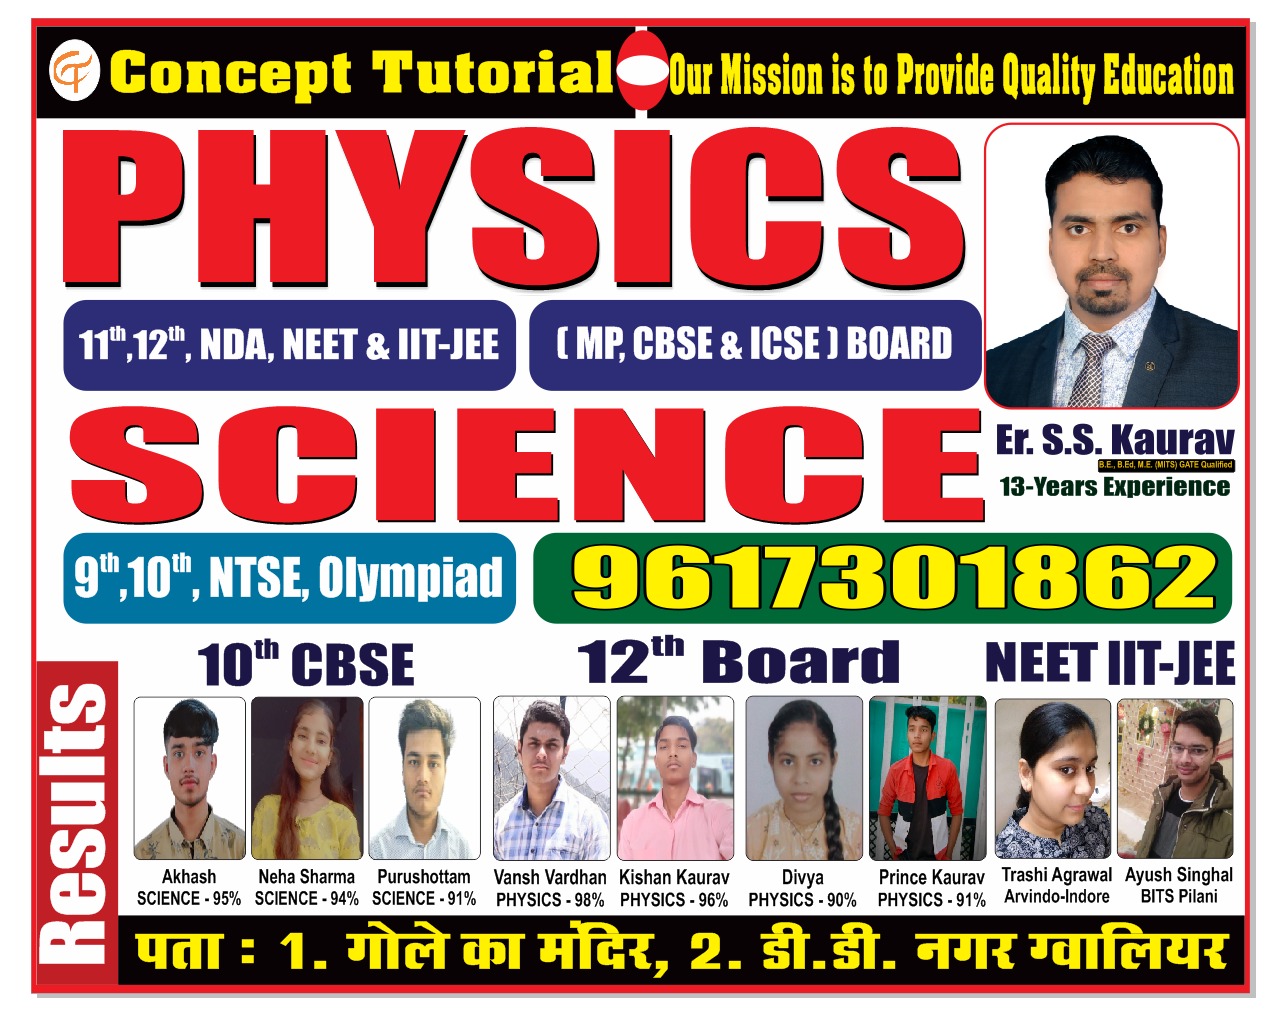 Concept Tutorial Our Mission is to Provide Quality Education
PHYSICS
11th,12th, NDA, NEET & IIT-JEE
( MP, CBSE & ICSE ) BOARD
SCIENCE
Er. S.S. Kaurav
B.E., B.Ed, M.E. (MITS) GATE Qualified
13-Years Experience
9th,10th, NTSE, Olympiad
9617301862
Results
10th CBSE
12th Board
NEET IIT-JEE
Akhash
SCIENCE - 95%
Neha Sharma
SCIENCE - 94%
Purushottam
SCIENCE - 91%
Vansh Vardhan
PHYSICS - 98%
Kishan Kaurav
PHYSICS - 96%
Divya
PHYSICS - 90%
Prince Kaurav
PHYSICS - 91%
Trashi Agrawal
Arvindo-Indore
Ayush Singhal
BITS Pilani
पता : 1. गोले का मंदिर, 2. डी.डी. नगर ग्वालियर